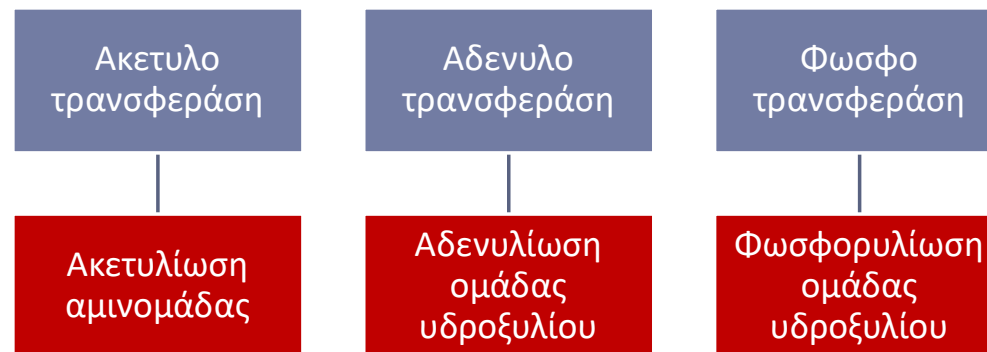 Ακετυλο
τρανσφεράση
Αδενυλο
τρανσφεράση
Φωσφο
τρανσφεράση
Ακετυλίωση
αμινομάδας
Αδενυλίωση
ομάδας
υδροξυλίου
Φωσφορυλίωση
ομάδας
υδροξυλίου